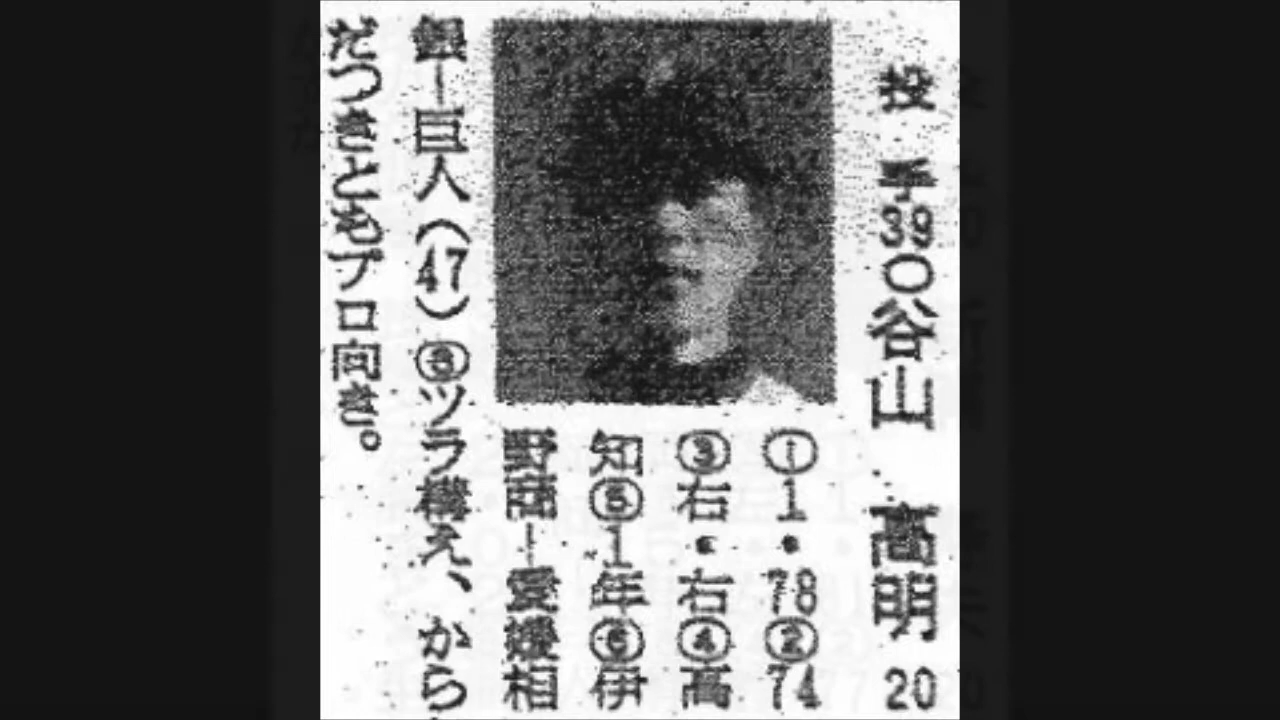 投手39〇谷山 高明 20
①1・78②74
③右・右④高
知⑤1年⑥伊
野商―愛媛相
銀―巨人(47)⑧ツラ構え、から
だつきともプロ向き。